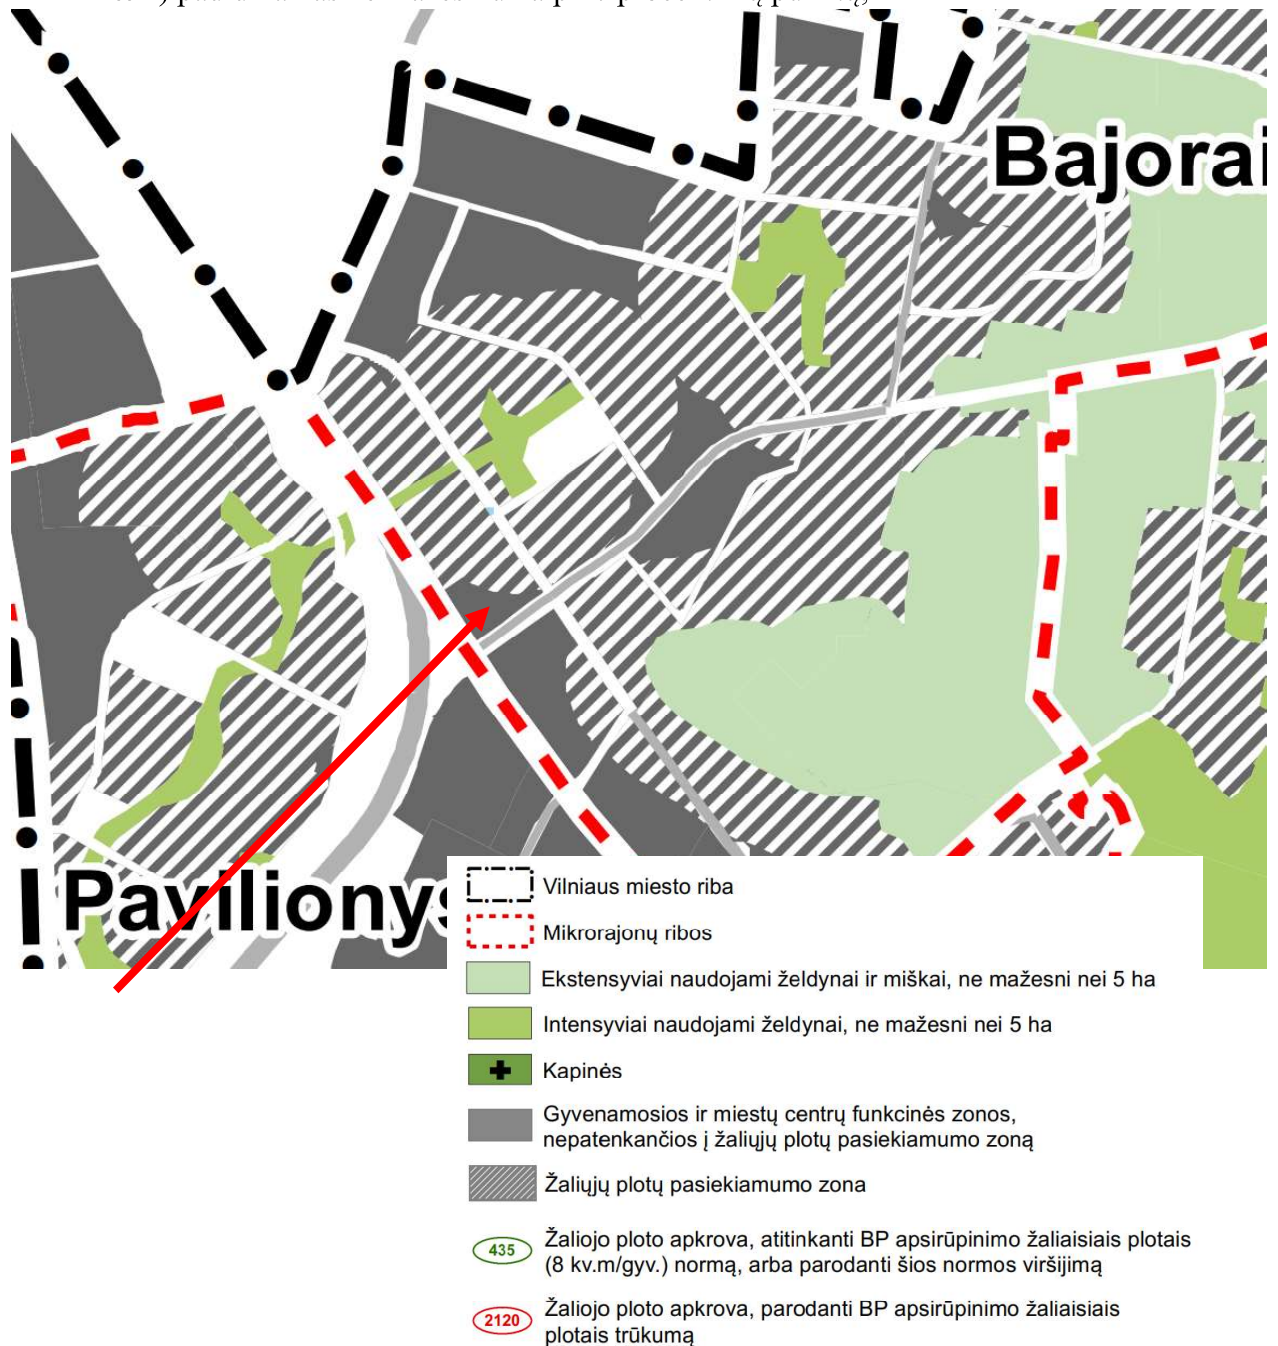 Bajorai
Pavilionys
Vilniaus miesto riba
Mikrorajonų ribos
Ekstensyviai naudojami želdynai ir miškai, ne mažesni nei 5 ha
Intensyviai naudojami želdynai, ne mažesni nei 5 ha
Kapinės
Gyvenamosios ir miestų centrų funkcinės zonos,
nepatenkančios į žaliųjų plotų pasiekiamumo zoną
Žaliųjų plotų pasiekiamumo zona
435 Žaliojo ploto apkrova, atitinkanti BP apsirūpinimo žaliaisiais plotais
(8 kv.m/gyv.) normą, arba parodanti šios normos viršijimą
2120 Žaliojo ploto apkrova, parodanti BP apsirūpinimo žaliaisiais
plotais trūkumą